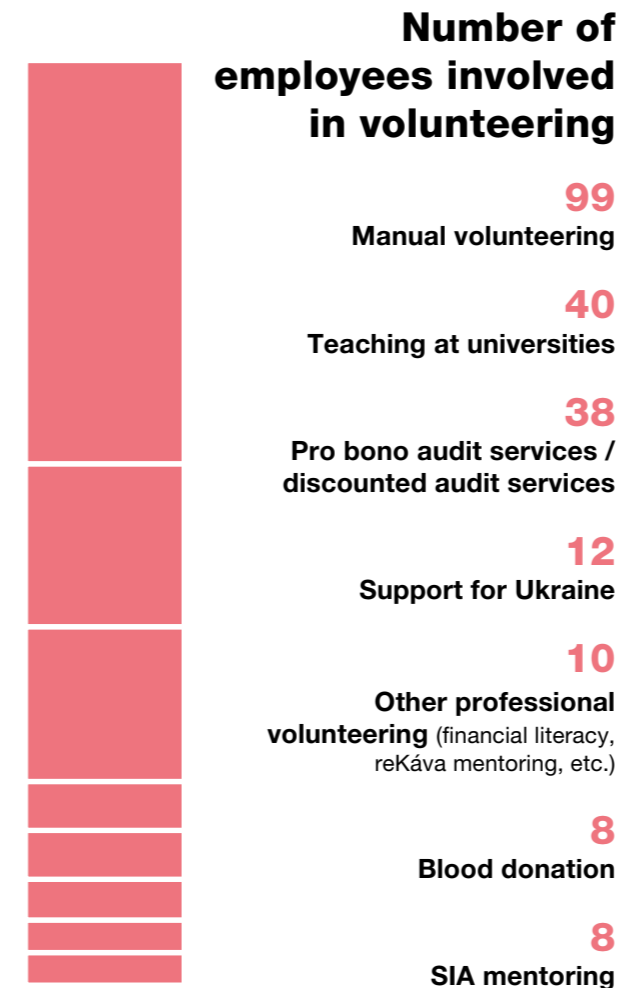 Number of
employees involved
in volunteering
99
Manual volunteering
40
Teaching at universities
38
Pro bono audit services /
discounted audit services
12
Support for Ukraine
10
Other professional
volunteering (financial literacy,
reKáva mentoring, etc.)
8
Blood donation
8
SIA mentoring